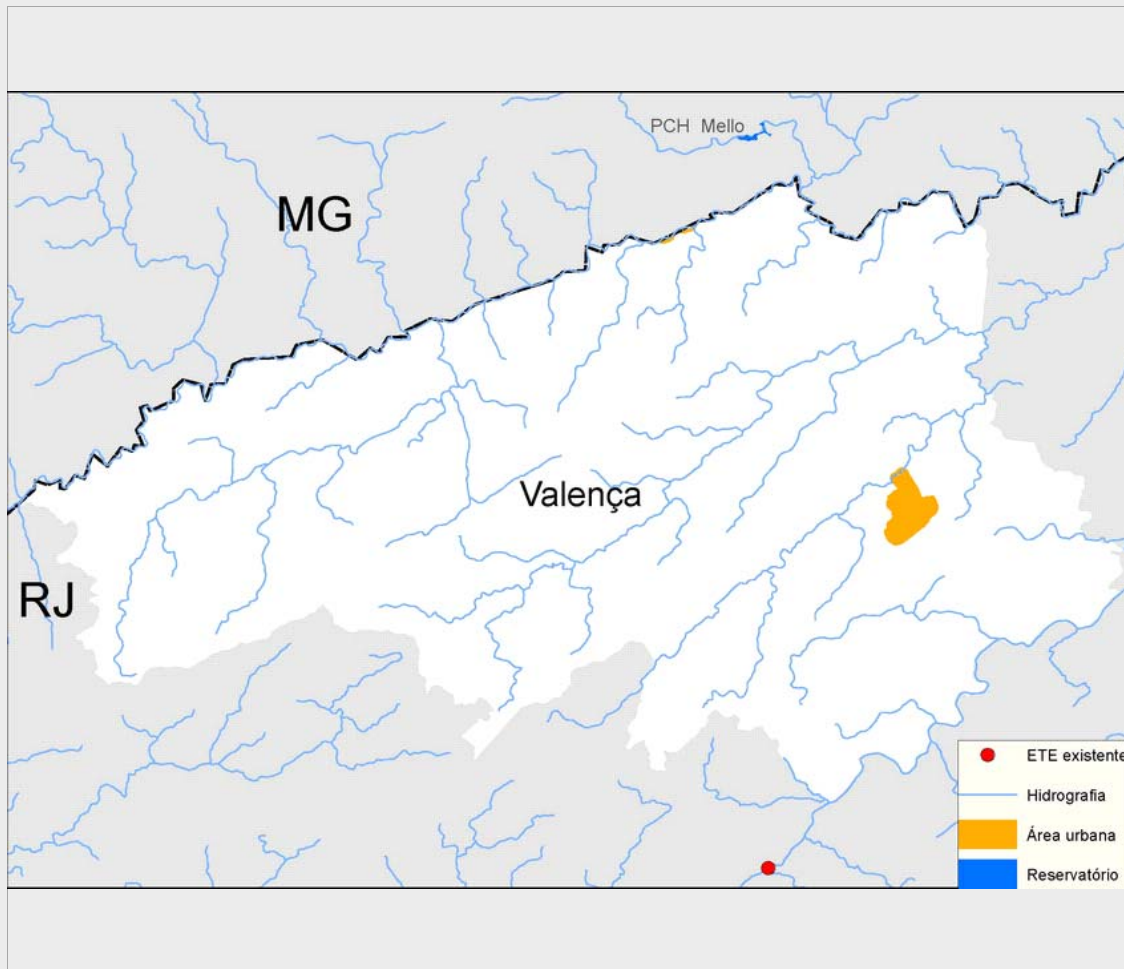 PCH Mello
MG
Valença
RJ
ETE existente
Hidrografia
Área urbana
Reservatório